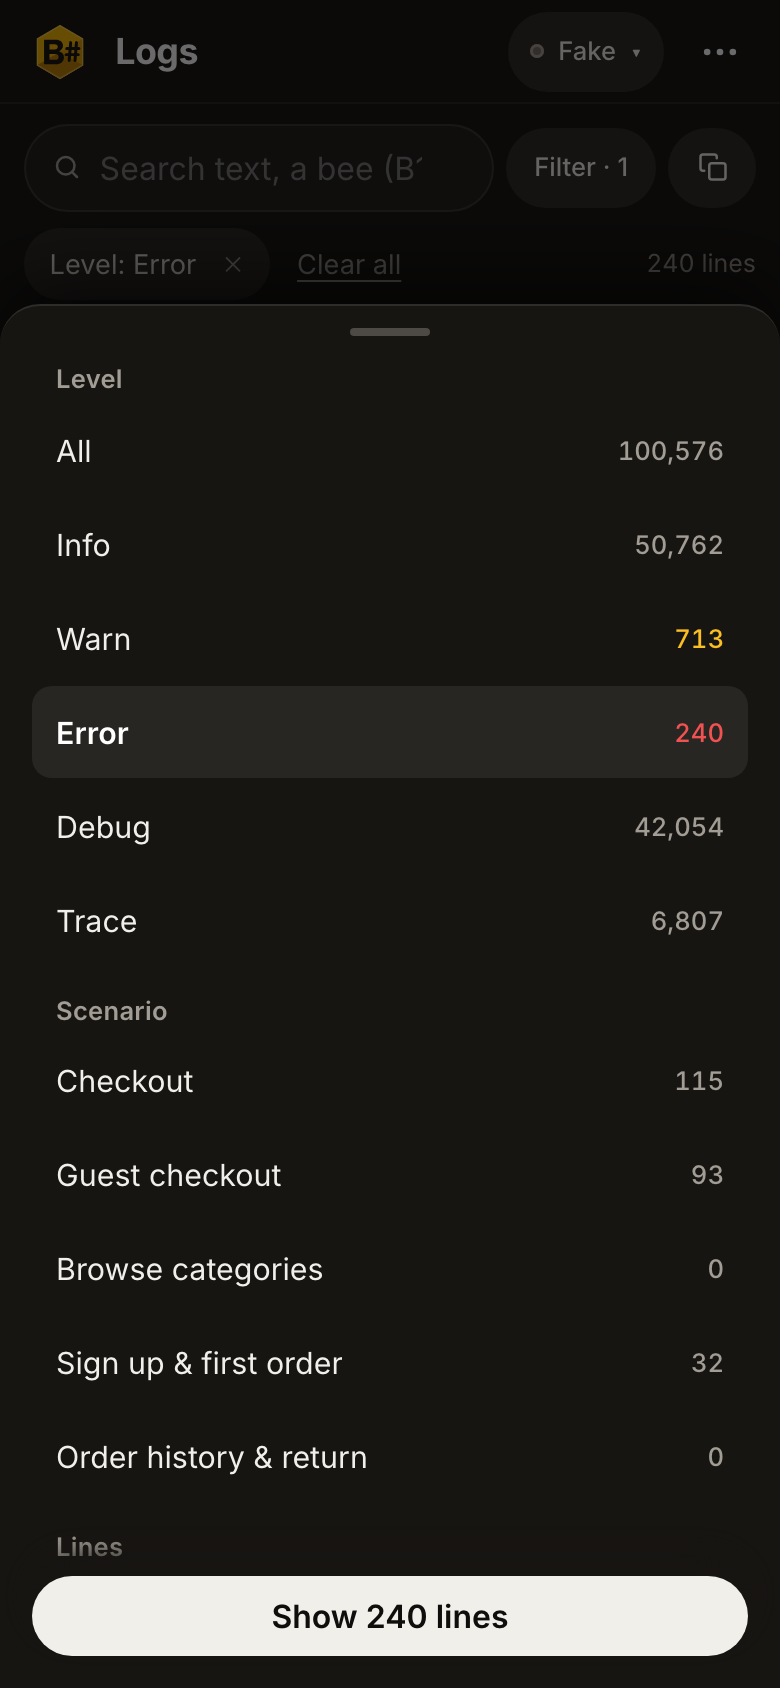 B# Logs Fake ▾
Search text, a bee (B
Filter · 1
Level: Error × Clear all 240 lines
Level
All 100,576
Info 50,762
Warn 713
Error 240
Debug 42,054
Trace 6,807
Scenario
Checkout 115
Guest checkout 93
Browse categories 0
Sign up & first order 32
Order history & return 0
Lines
Show 240 lines